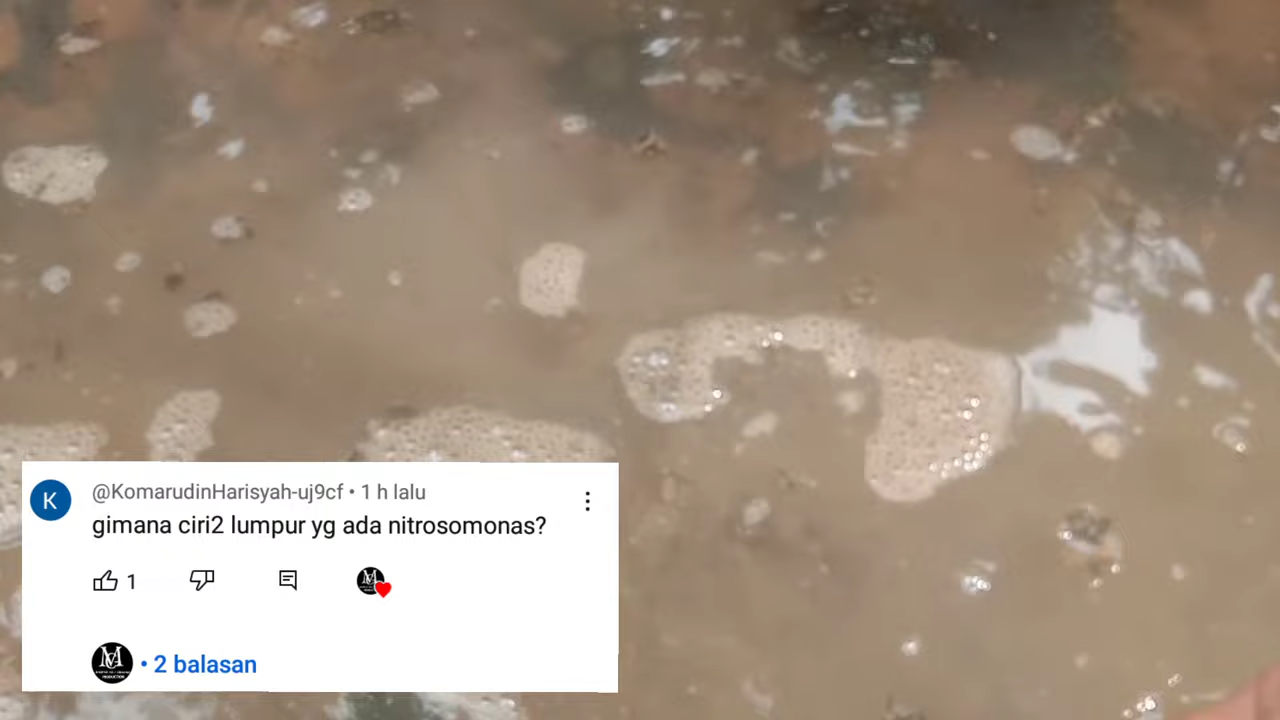 K
@KomarudinHarisyah-uj9cf • 1 h lalu
gimana ciri2 lumpur yg ada nitrosomonas?
1
• 2 balasan